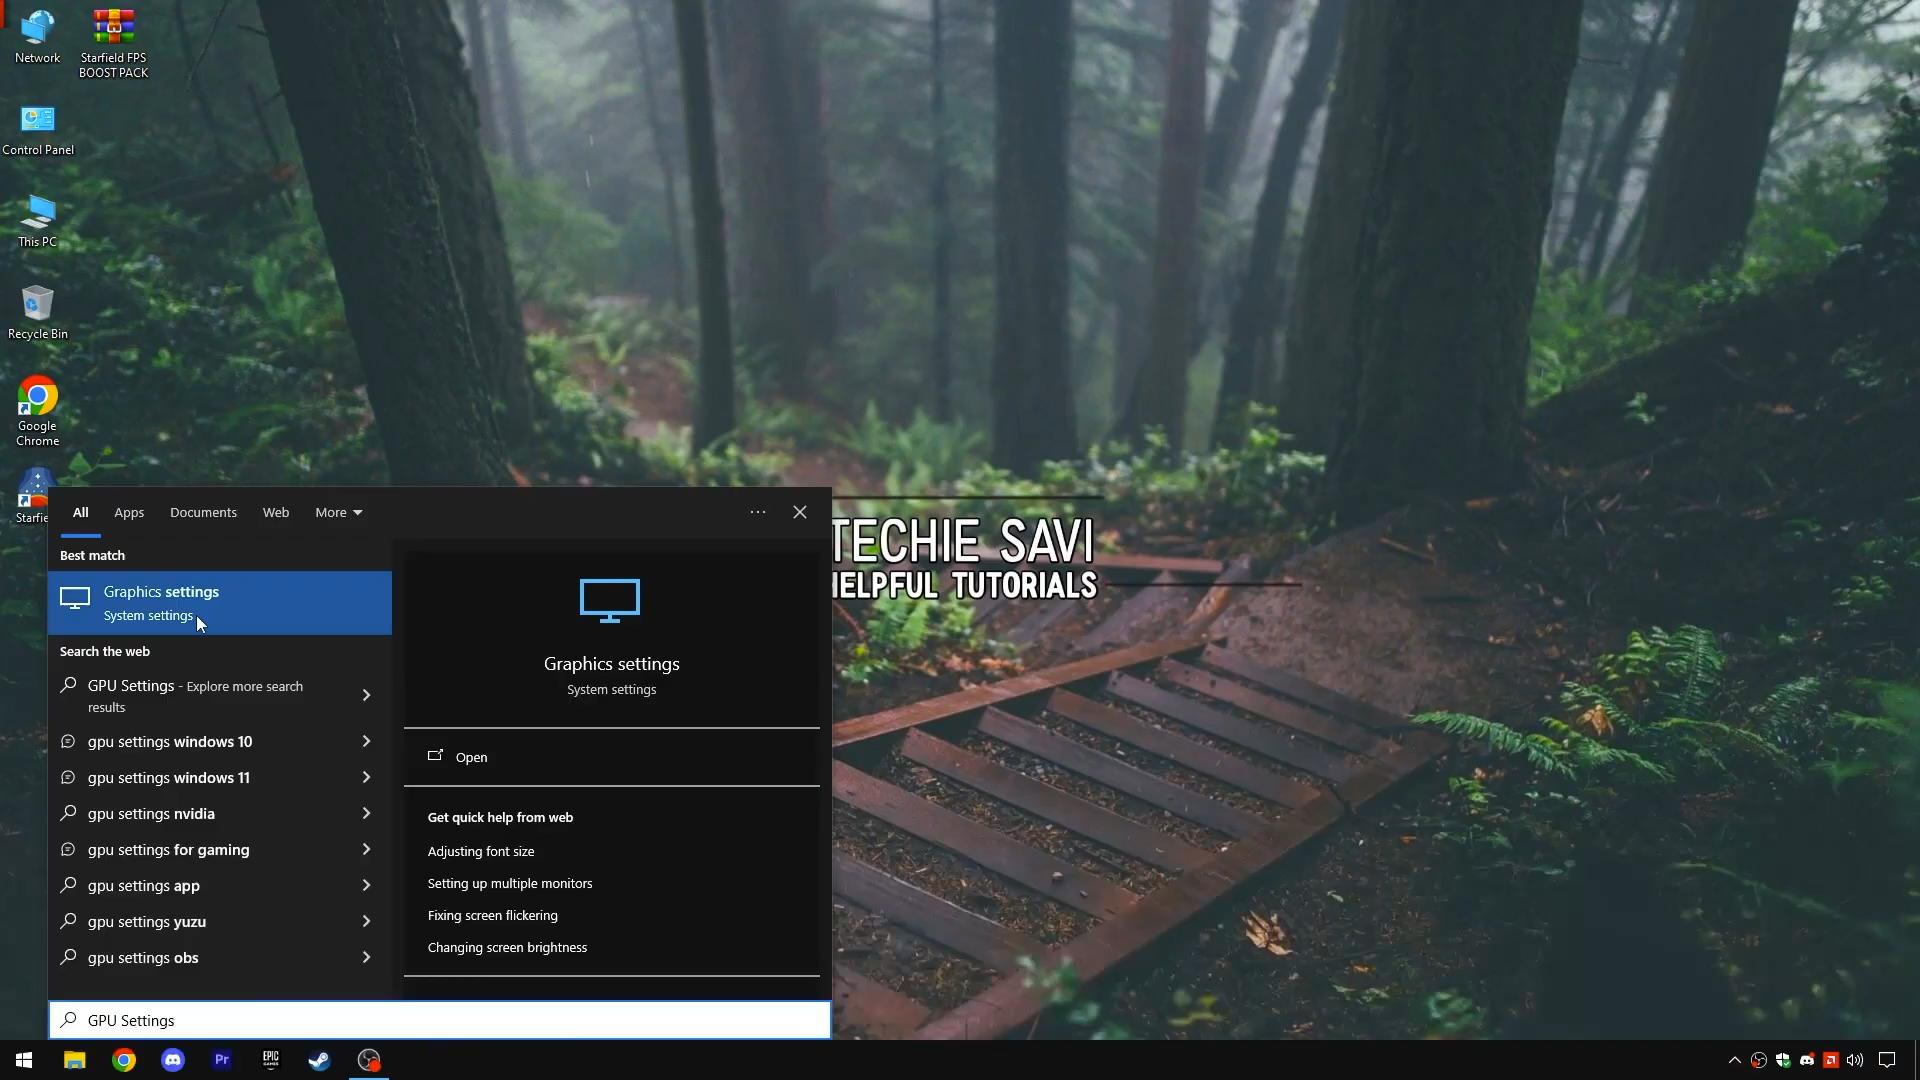 Network
Starfield FPS
BOOST PACK
Control Panel
This PC
Recycle Bin
Google
Chrome
Starfie
All
Apps
Documents
Web
More
Best match
Graphics settings
System settings
Search the web
GPU Settings - Explore more search
results
gpu settings windows 10
gpu settings windows 11
gpu settings nvidia
gpu settings for gaming
gpu settings app
gpu settings yuzu
gpu settings obs
Graphics settings
System settings
Open
Get quick help from web
Adjusting font size
Setting up multiple monitors
Fixing screen flickering
Changing screen brightness
GPU Settings
TECHIE SAVI
HELPFUL TUTORIALS
Pr
EPIC
GAMES